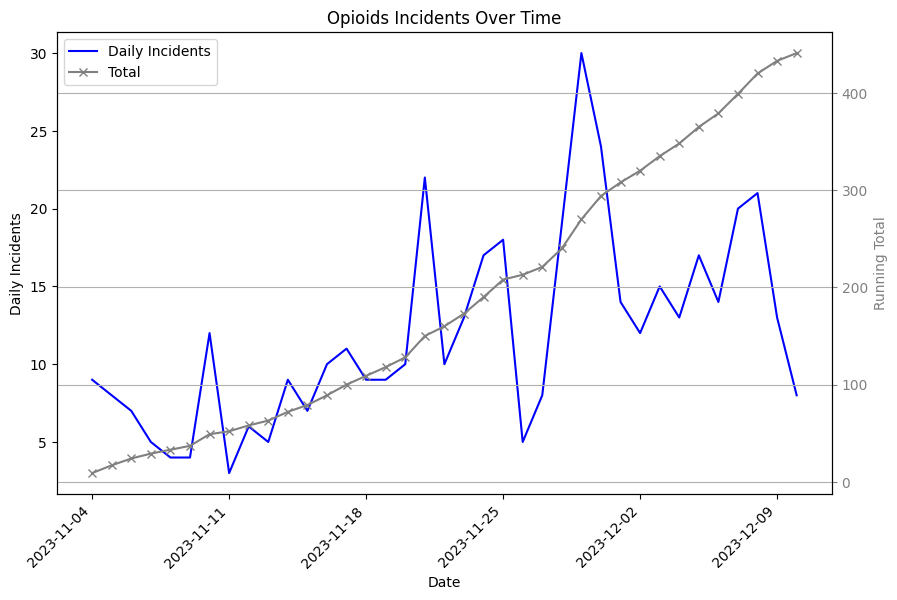 Opioids Incidents Over Time
Daily Incidents
Total
30
25
20
15
10
5
400
300
200
100
0
Daily Incidents
Running Total
2023-11-04
2023-11-11
2023-11-18
2023-11-25
2023-12-02
2023-12-09
Date